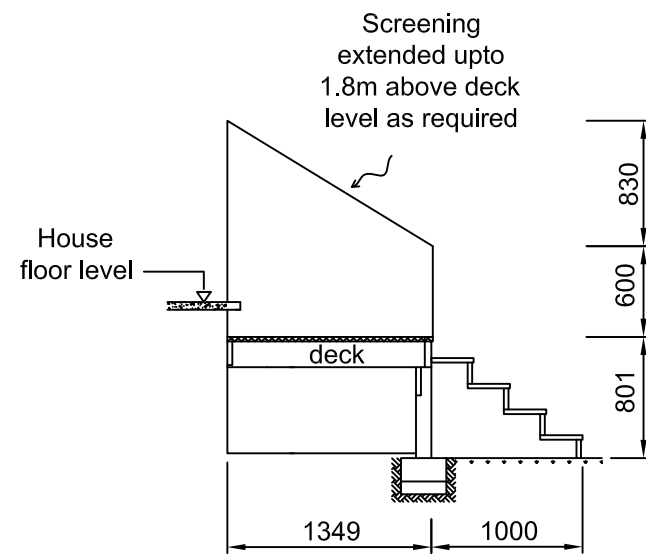 Screening
extended upto
1.8m above deck
level as required
830
House
floor level
600
deck
801
1349
1000